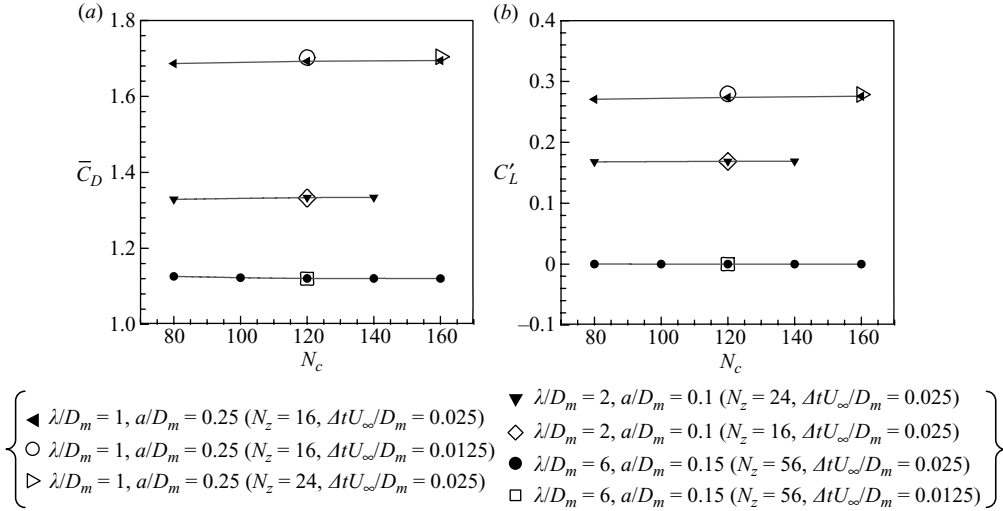 (a)
1.8
1.6
C̅_D
1.4
1.2
1.0
80 100 120 140 160
N_c
(b)
0.4
0.3
0.2
C′_L
0.1
0
–0.1
80 100 120 140 160
N_c
λ/D_m = 1, a/D_m = 0.25 (N_z = 16, ΔtU_∞/D_m = 0.025)
λ/D_m = 1, a/D_m = 0.25 (N_z = 16, ΔtU_∞/D_m = 0.0125)
λ/D_m = 1, a/D_m = 0.25 (N_z = 24, ΔtU_∞/D_m = 0.025)
λ/D_m = 2, a/D_m = 0.1 (N_z = 24, ΔtU_∞/D_m = 0.025)
λ/D_m = 2, a/D_m = 0.1 (N_z = 16, ΔtU_∞/D_m = 0.025)
λ/D_m = 6, a/D_m = 0.15 (N_z = 56, ΔtU_∞/D_m = 0.025)
λ/D_m = 6, a/D_m = 0.15 (N_z = 56, ΔtU_∞/D_m = 0.0125)